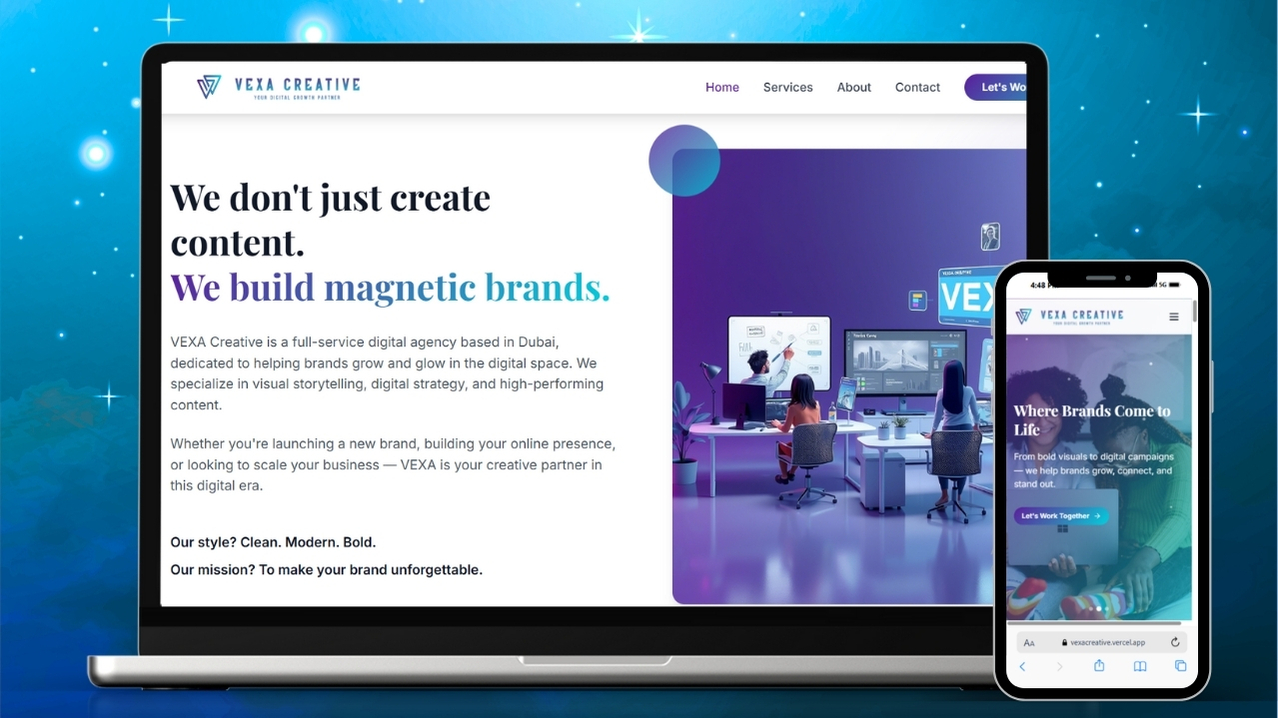 VEXA CREATIVE
YOUR DIGITAL GROWTH PARTNER
Home
Services
About
Contact
Let's Wo
We don't just create
content.
We build magnetic brands.
VEXA Creative is a full-service digital agency based in Dubai,
dedicated to helping brands grow and glow in the digital space. We
specialize in visual storytelling, digital strategy, and high-performing
content.
Whether you're launching a new brand, building your online presence,
or looking to scale your business — VEXA is your creative partner in
this digital era.
Our style? Clean. Modern. Bold.
Our mission? To make your brand unforgettable.
VEX
4:48
5G
VEXA CREATIVE
YOUR DIGITAL GROWTH PARTNER
Where Brands Come to
Life
From bold visuals to digital campaigns
— we help brands grow, connect, and
stand out.
Let's Work Together →
AA
vexacreative.vercel.app